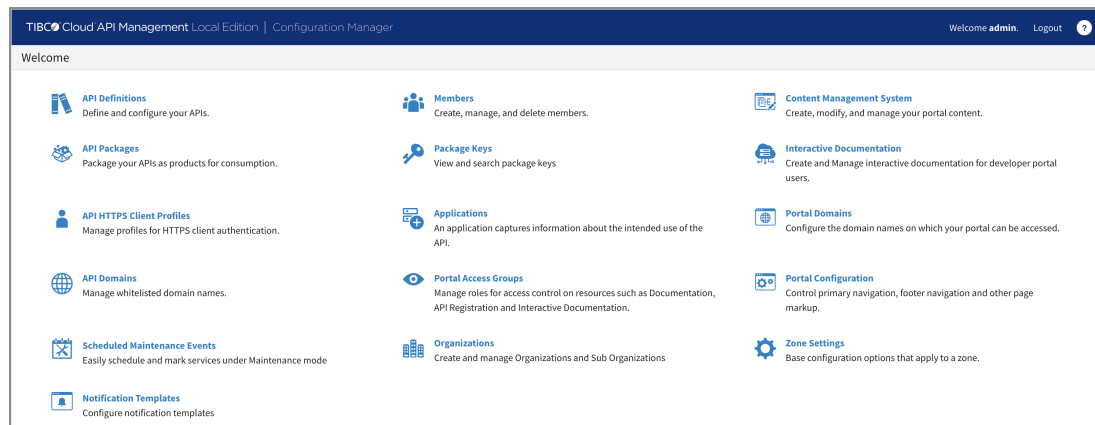 TIBCO Cloud API Management Local Edition | Configuration Manager
Welcome admin. Logout ?
Welcome
API Definitions
Define and configure your APIs.
API Packages
Package your APIs as products for consumption.
API HTTPS Client Profiles
Manage profiles for HTTPS client authentication.
API Domains
Manage whitelisted domain names.
Scheduled Maintenance Events
Easily schedule and mark services under Maintenance mode
Notification Templates
Configure notification templates
Members
Create, manage, and delete members.
Package Keys
View and search package keys
Applications
An application captures information about the intended use of the
API.
Portal Access Groups
Manage roles for access control on resources such as Documentation,
API Registration and Interactive Documentation.
Organizations
Create and manage Organizations and Sub Organizations
Content Management System
Create, modify, and manage your portal content.
Interactive Documentation
Create and Manage interactive documentation for developer portal
users.
Portal Domains
Configure the domain names on which your portal can be accessed.
Portal Configuration
Control primary navigation, footer navigation and other page
markup.
Zone Settings
Base configuration options that apply to a zone.